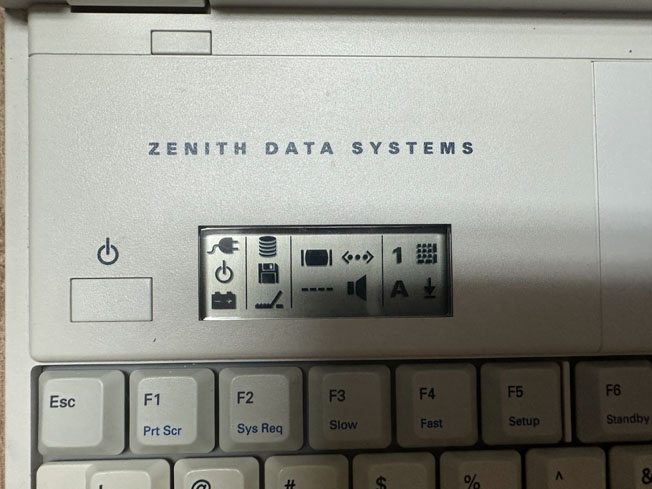 ZENITH DATA SYSTEMS
1
A
Esc
F1
Prt Scr
F2
Sys Req
F3
Slow
F4
Fast
F5
Setup
F6
Standby
! @ # $ % ^ &